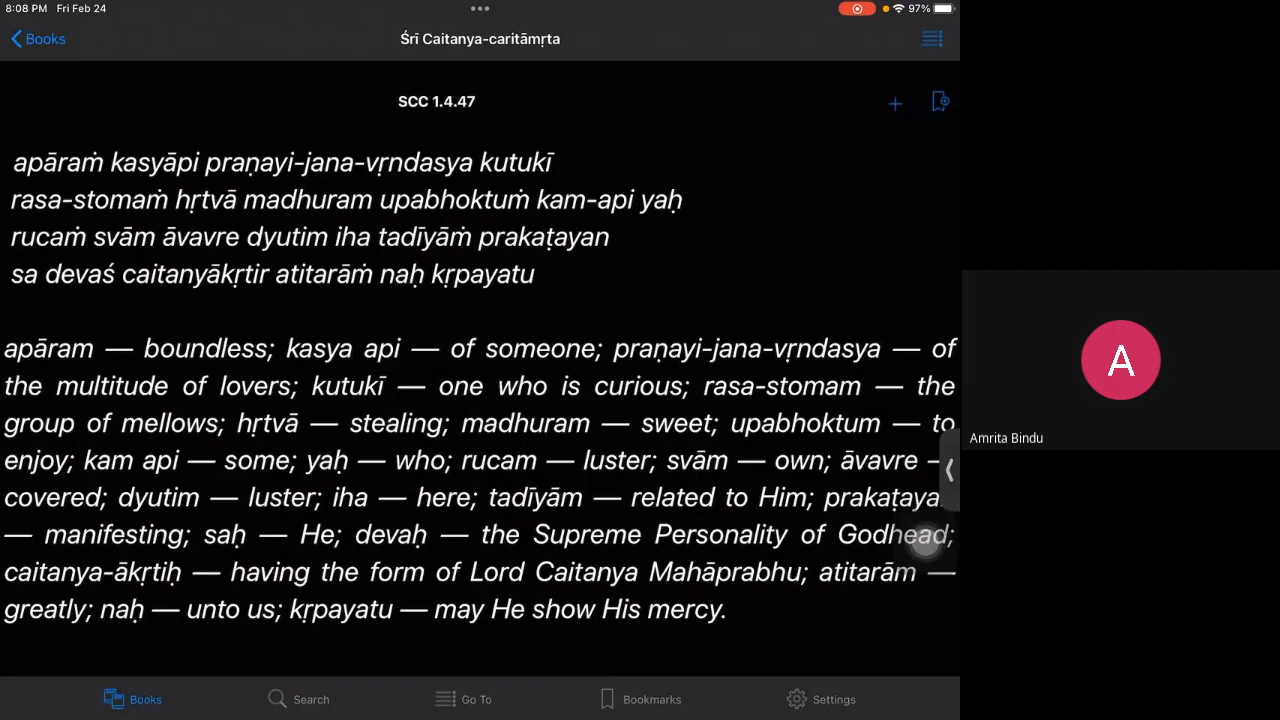 8:08 PM Fri Feb 24
97%
Books
Śrī Caitanya-caritāmṛta
SCC 1.4.47
apāraṁ kasyāpi praṇayi-jana-vṛndasya kutukī
rasa-stomaṁ hṛtvā madhuram upabhoktuṁ kam-api yaḥ
rucaṁ svām āvavre dyutim iha tadīyāṁ prakaṭayan
sa devaś caitanyākṛtir atitarāṁ naḥ kṛpayatu
apāram — boundless; kasya api — of someone; praṇayi-jana-vṛndasya — of
the multitude of lovers; kutukī — one who is curious; rasa-stomam — the
group of mellows; hṛtvā — stealing; madhuram — sweet; upabhoktum — to
enjoy; kam api — some; yaḥ — who; rucam — luster; svām — own; āvavre —
covered; dyutim — luster; iha — here; tadīyām — related to Him; prakaṭaya
— manifesting; saḥ — He; devaḥ — the Supreme Personality of Godhead;
caitanya-ākṛtiḥ — having the form of Lord Caitanya Mahāprabhu; atitarām —
greatly; naḥ — unto us; kṛpayatu — may He show His mercy.
A
Amrita Bindu
Books
Search
Go To
Bookmarks
Settings